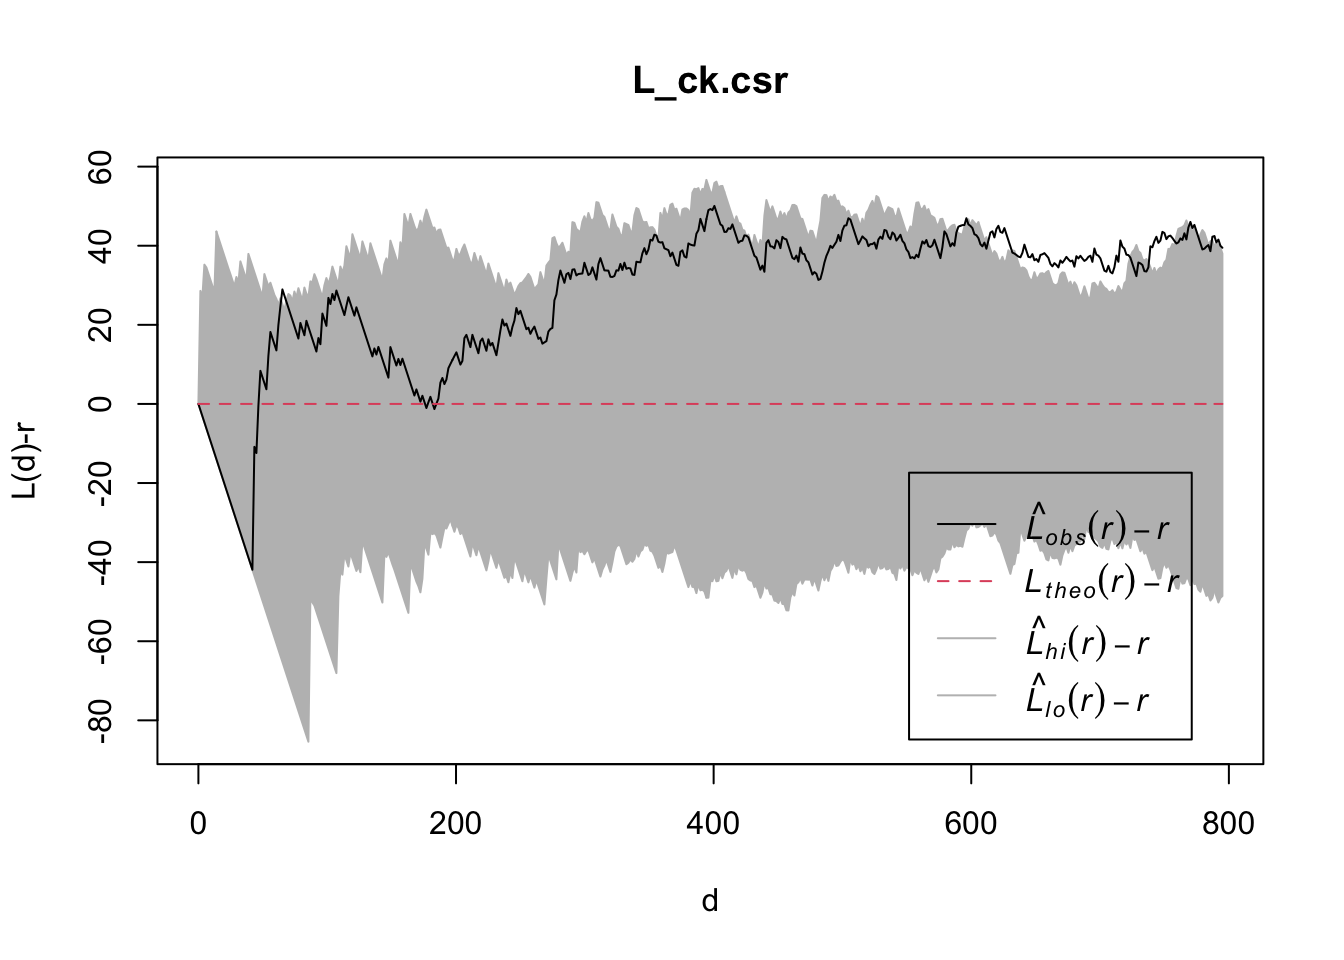 L_ck.csr
60
40
20
0
-20
-40
-60
-80
L(d)-r
L̂obs(r) − r
Ltheo(r) − r
L̂hi(r) − r
L̂lo(r) − r
0 200 400 600 800
d